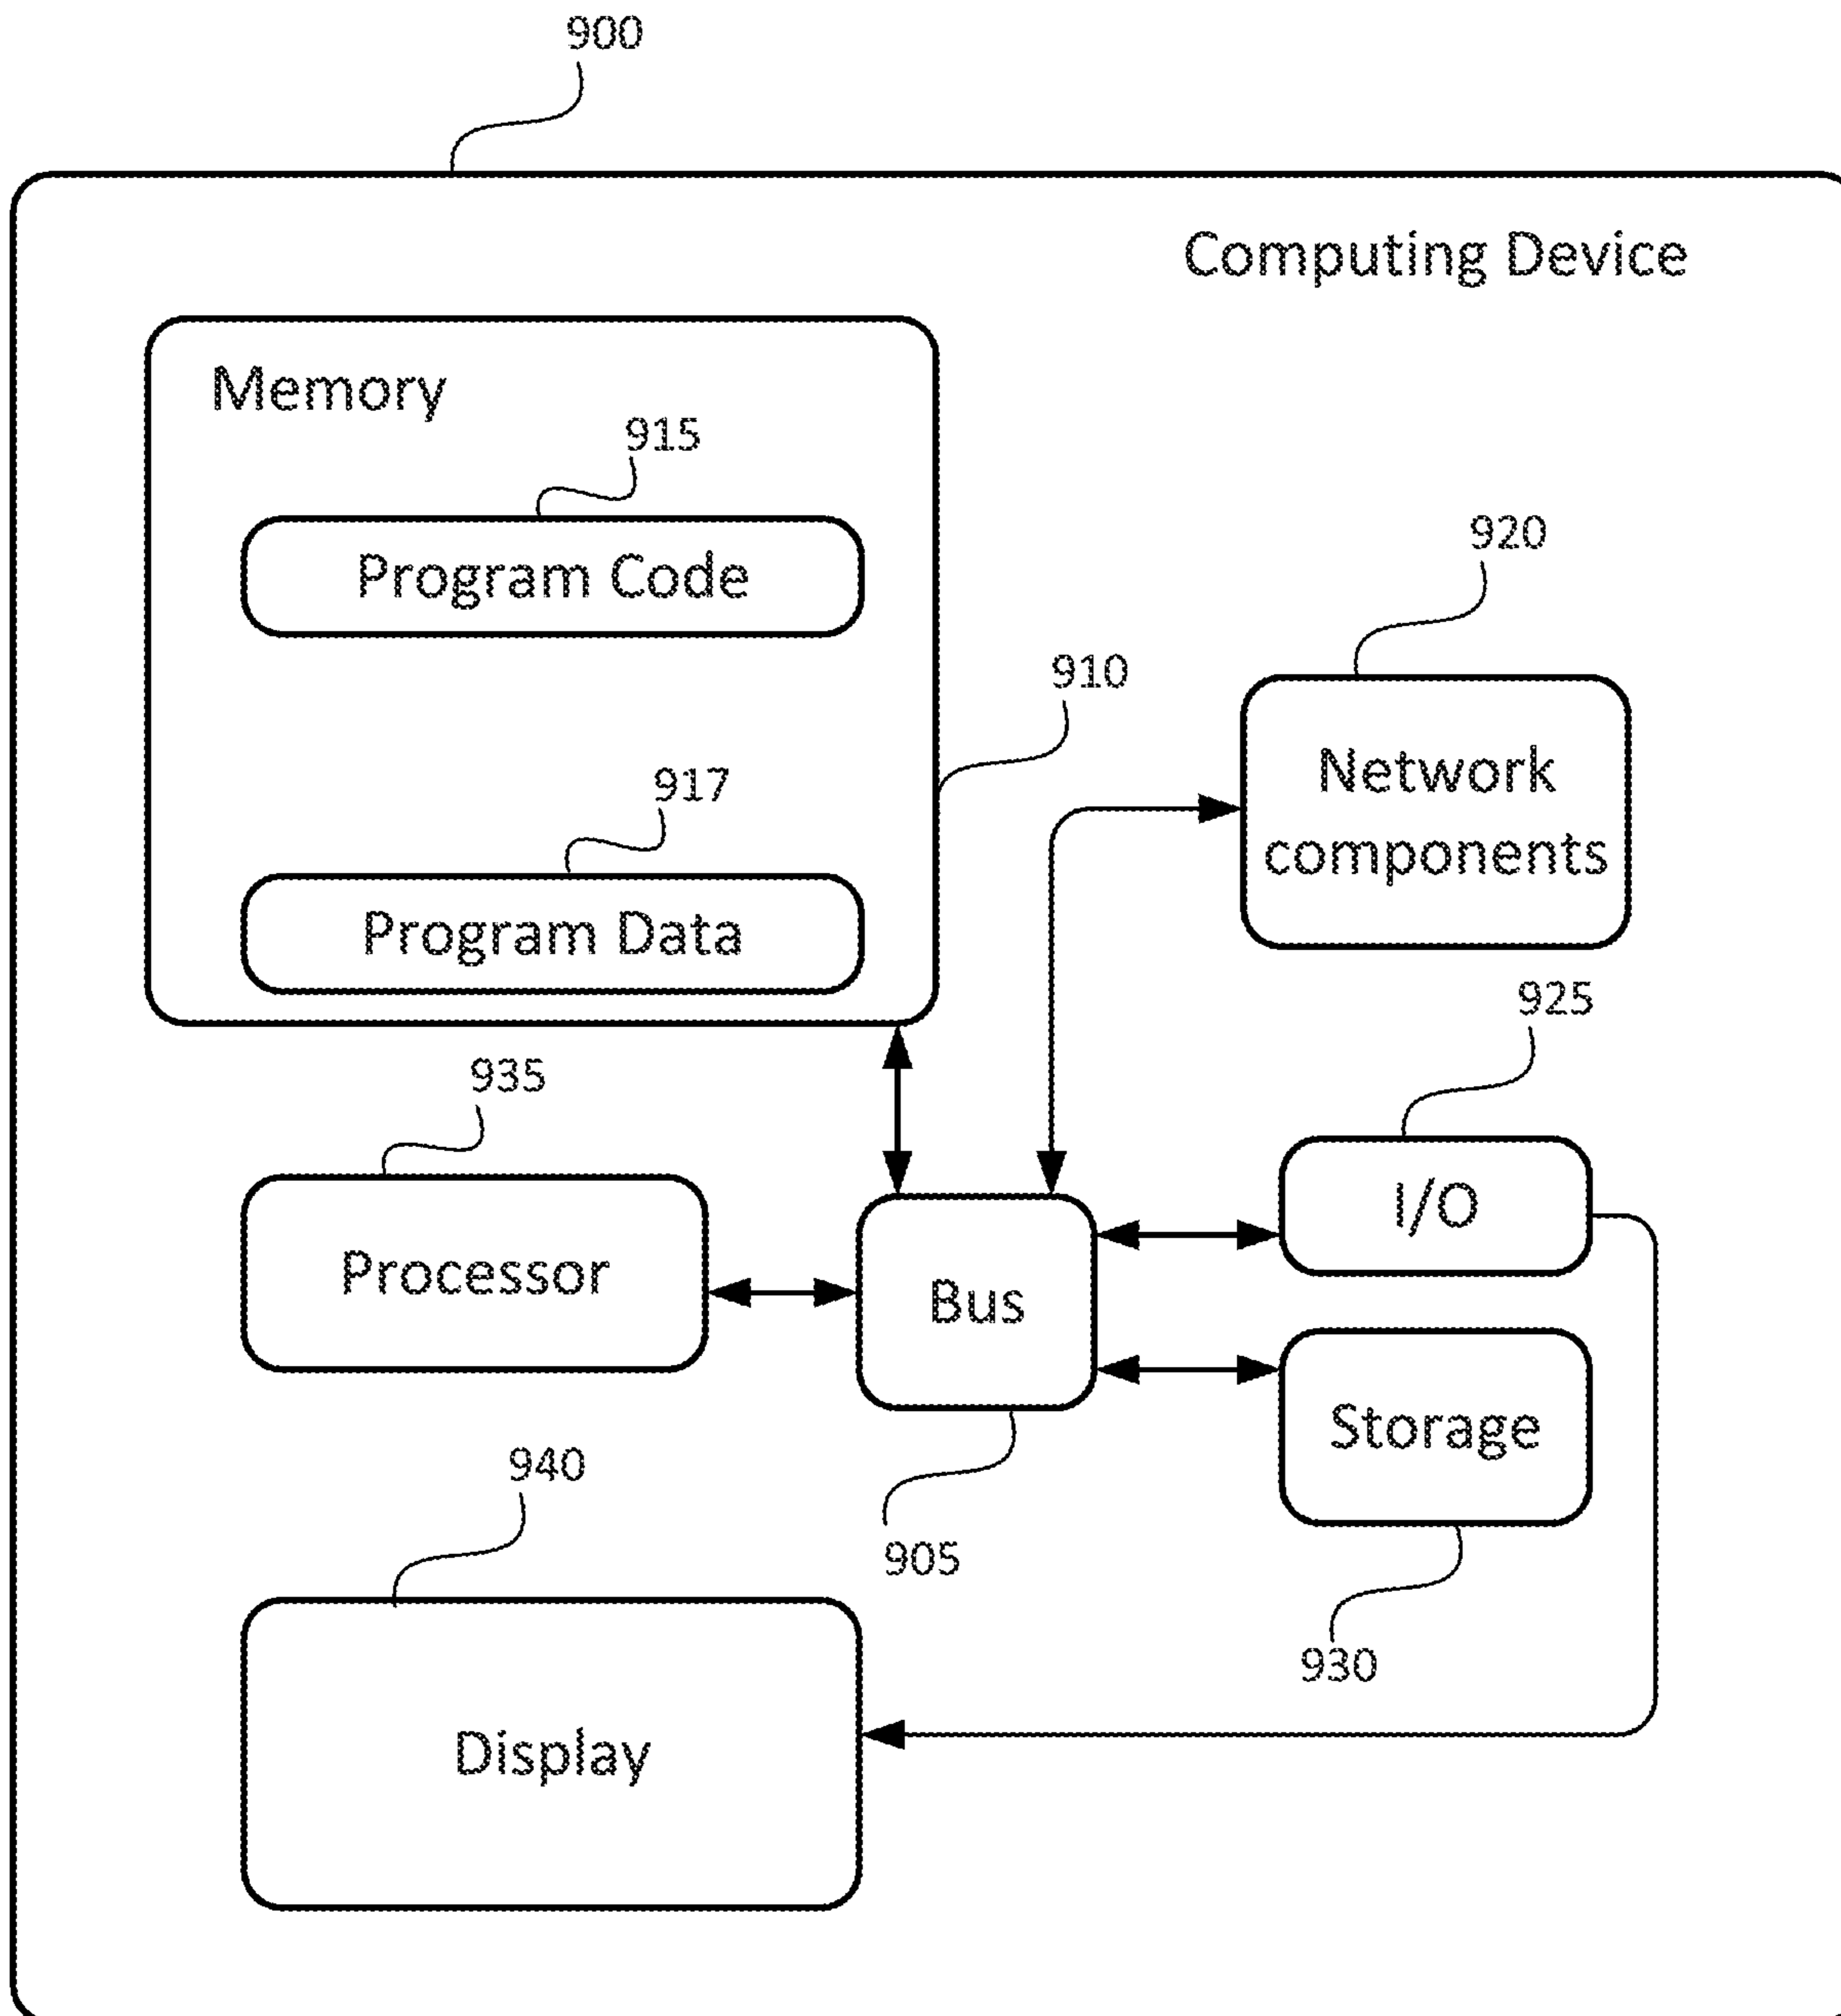 900
Computing Device
Memory
915
Program Code
910
917
Program Data
920
Network
components
925
I/O
935
Processor
Bus
905
Storage
930
940
Display